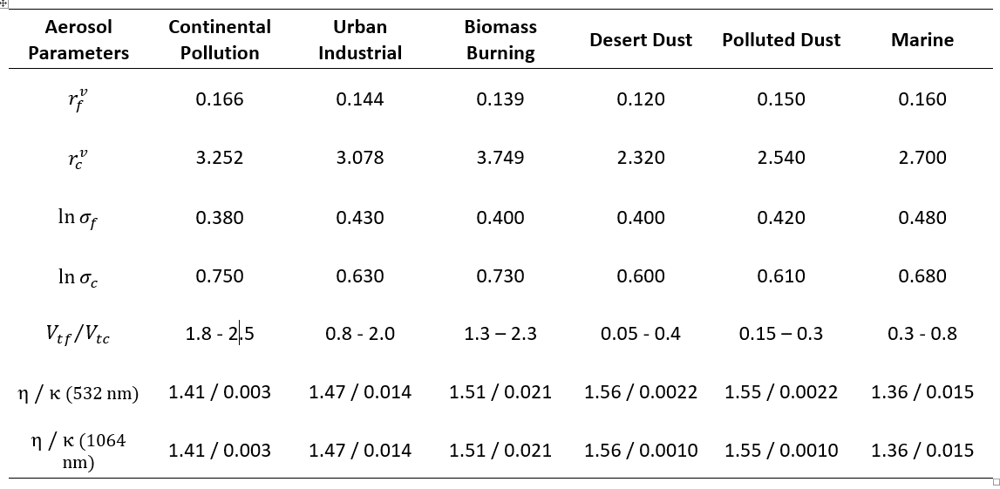 Aerosol Parameters Continental Pollution Urban Industrial Biomass Burning Desert Dust Polluted Dust Marine
r_f^v 0.166 0.144 0.139 0.120 0.150 0.160
r_c^v 3.252 3.078 3.749 2.320 2.540 2.700
ln σ_f 0.380 0.430 0.400 0.400 0.420 0.480
ln σ_c 0.750 0.630 0.730 0.600 0.610 0.680
V_tf/V_tc 1.8 - 2.5 0.8 - 2.0 1.3 – 2.3 0.05 - 0.4 0.15 – 0.3 0.3 - 0.8
η / κ (532 nm) 1.41 / 0.003 1.47 / 0.014 1.51 / 0.021 1.56 / 0.0022 1.55 / 0.0022 1.36 / 0.015
η / κ (1064 nm) 1.41 / 0.003 1.47 / 0.014 1.51 / 0.021 1.56 / 0.0010 1.55 / 0.0010 1.36 / 0.015